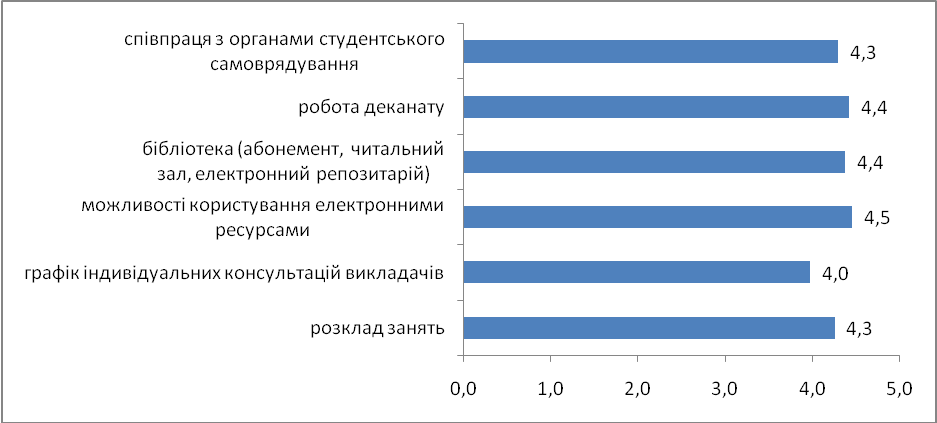 співпраця з органами студентського
самоврядування
4,3
робота деканату
4,4
бібліотека (абонемент, читальний
зал, електронний репозитарій)
4,4
можливості користування електронними
ресурсами
4,5
графік індивідуальних консультацій викладачів
4,0
розклад занять
4,3
0,0 1,0 2,0 3,0 4,0 5,0